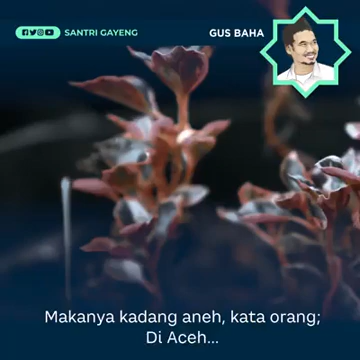 SANTRI GAYENG
GUS BAHA
Makanya kadang aneh, kata orang;
Di Aceh...